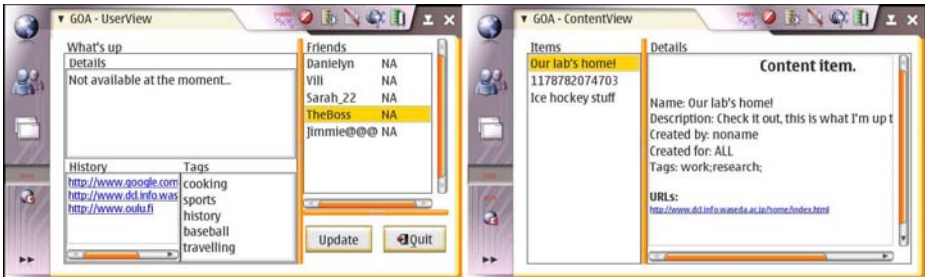 GOA - UserView
What's up
Details
Not available at the moment...
History
http://www.google.com
http://www.dcl.info.was
http://www.oulu.fi
Tags
cooking
sports
history
baseball
travelling
Friends
Danielyn NA
Vili NA
Sarah_22 NA
TheBoss NA
Jimmie@@@ NA
Update
Quit
GOA - ContentView
Items
Our lab's home!
1178782074703
Ice hockey stuff
Details
Content item.
Name: Our lab's home!
Description: Check it out, this is what I'm up t
Created by: noname
Created for: ALL
Tags: work;research;
URLs:
http://www.dcl.info.waseda.ac.jp/home/index.html